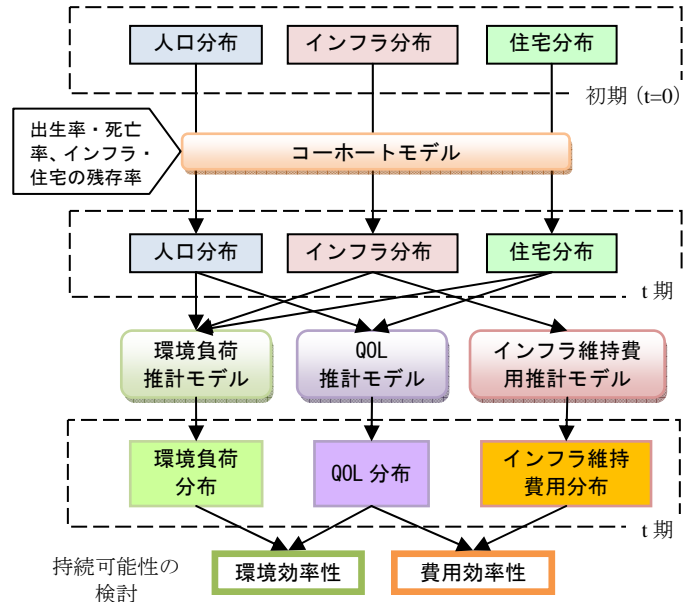 人口分布
インフラ分布
住宅分布
初期(t=0)
出生率・死亡
率、インフラ・
住宅の残存率
コーホートモデル
人口分布
インフラ分布
住宅分布
t 期
環境負荷
推計モデル
QOL
推計モデル
インフラ維持費
用推計モデル
環境負荷
分布
QOL 分布
インフラ維持
費用分布
t 期
持続可能性の
検討
環境効率性
費用効率性